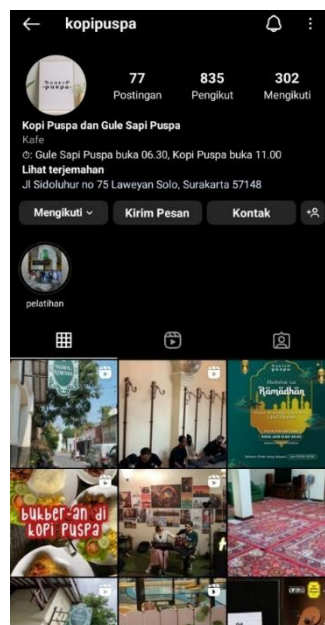 kopipuspa
KOPI
PUSPA
77
835
302
Postingan
Pengikut
Mengikuti
Kopi Puspa dan Gule Sapi Puspa
Kafe
⏱: Gule Sapi Puspa buka 06.30, Kopi Puspa buka 11.00
Lihat terjemahan
Jl Sidoluhur no 75 Laweyan Solo, Surakarta 57148
Mengikuti
Kirim Pesan
Kontak
pelatihan
Ramadhan
bukber-an di
KOPI PUSPA